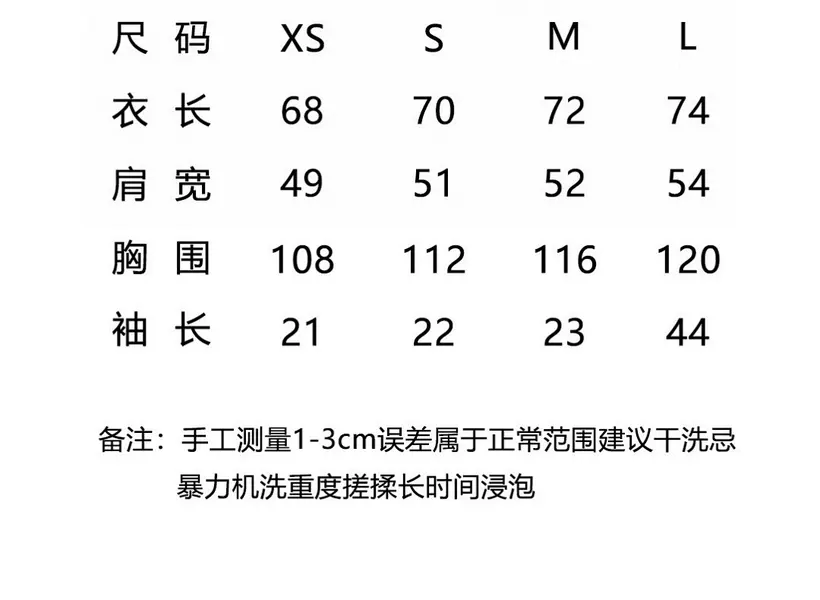 尺 码 XS S M L
衣 长 68 70 72 74
肩 宽 49 51 52 54
胸 围 108 112 116 120
袖 长 21 22 23 44
备注：手工测量1-3cm误差属于正常范围建议干洗忌
暴力机洗重度搓揉长时间浸泡